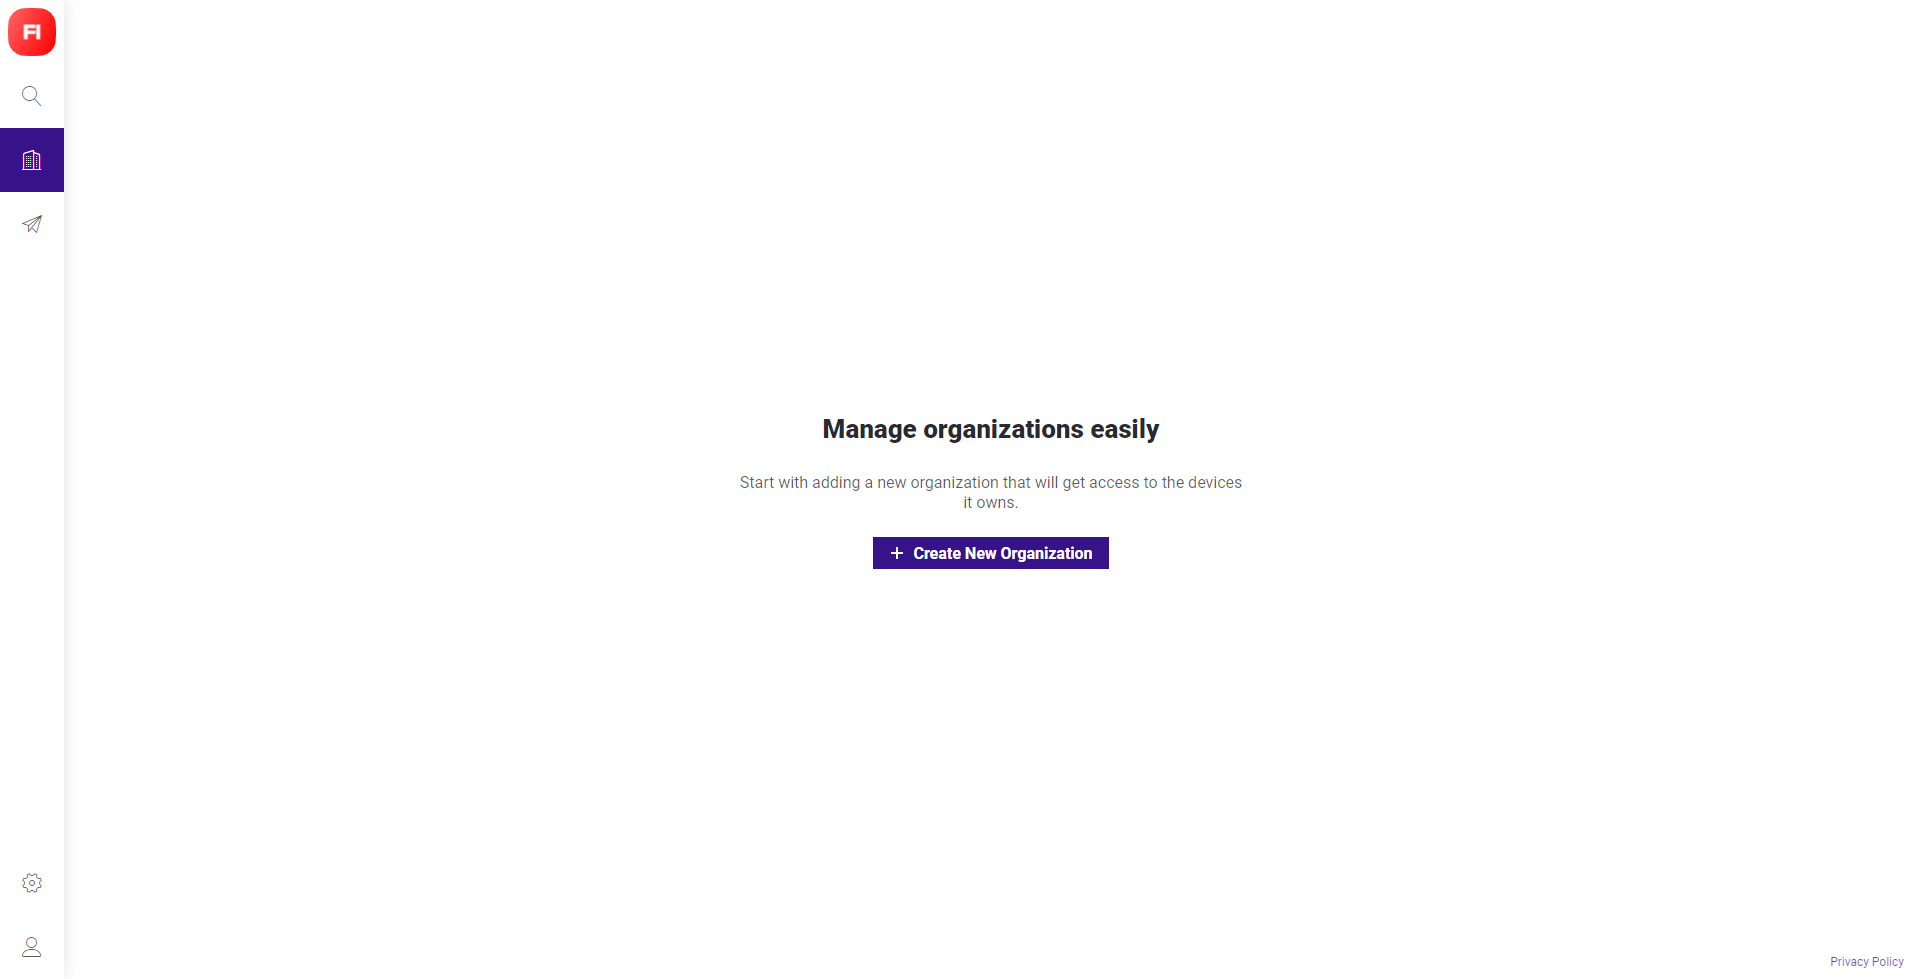 FI
Manage organizations easily
Start with adding a new organization that will get access to the devices
it owns.
Create New Organization
Privacy Policy